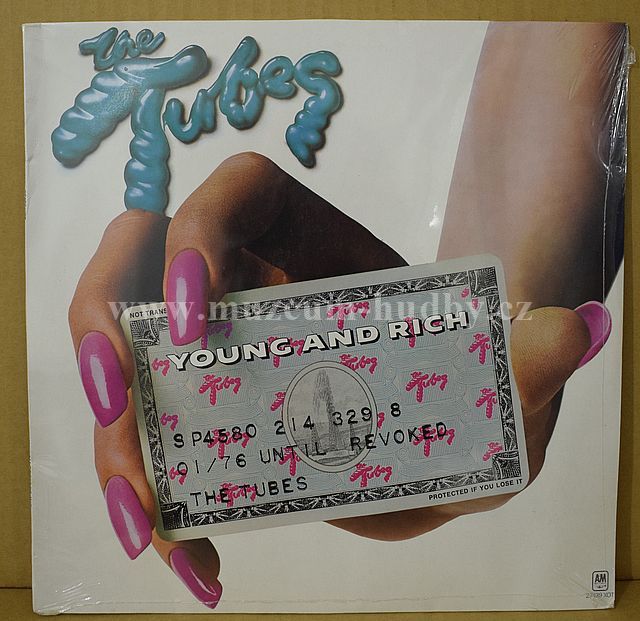 the
Tubes
www.muzeumhudby.cz
NOT TRANS
YOUNG AND RICH
SP4580 214 329 8
01/76 UNTIL REVOKED
THE TUBES
PROTECTED IF YOU LOSE IT
AM